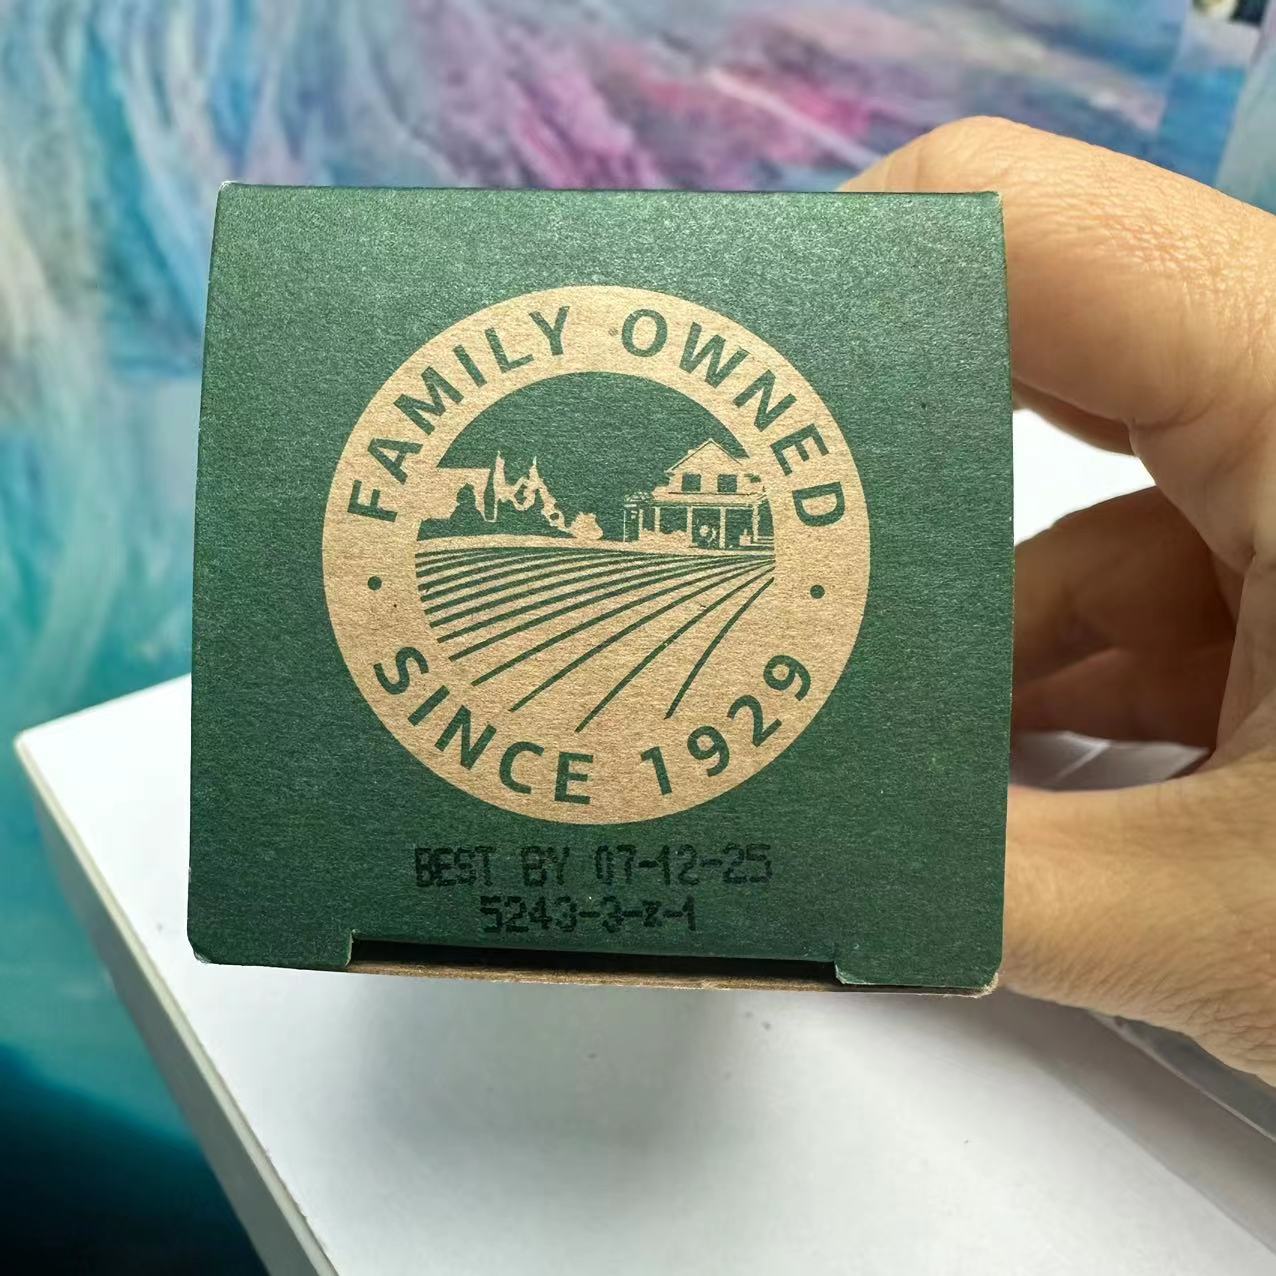 FAMILY OWNED
· SINCE 1929 ·
BEST BY 07-12-25
5243-3-z-1